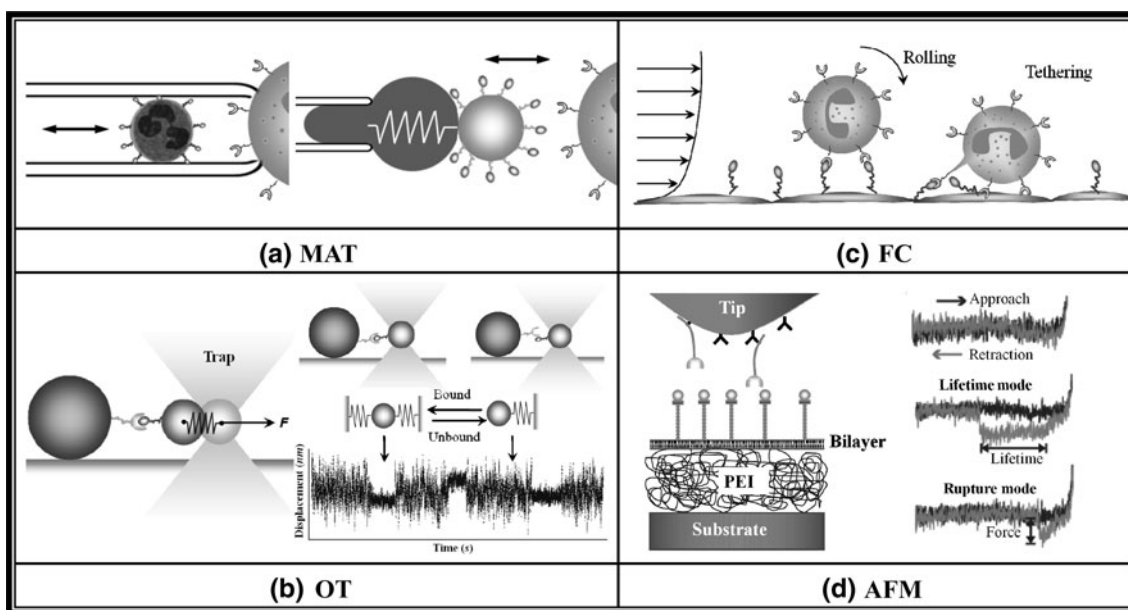 Rolling
Tethering
(a) MAT
(c) FC
Trap
F
Bound
Unbound
Displacement (nm)
Time (s)
(b) OT
Tip
Bilayer
PEI
Substrate
Approach
Retraction
Lifetime mode
Lifetime
Rupture mode
Force
(d) AFM